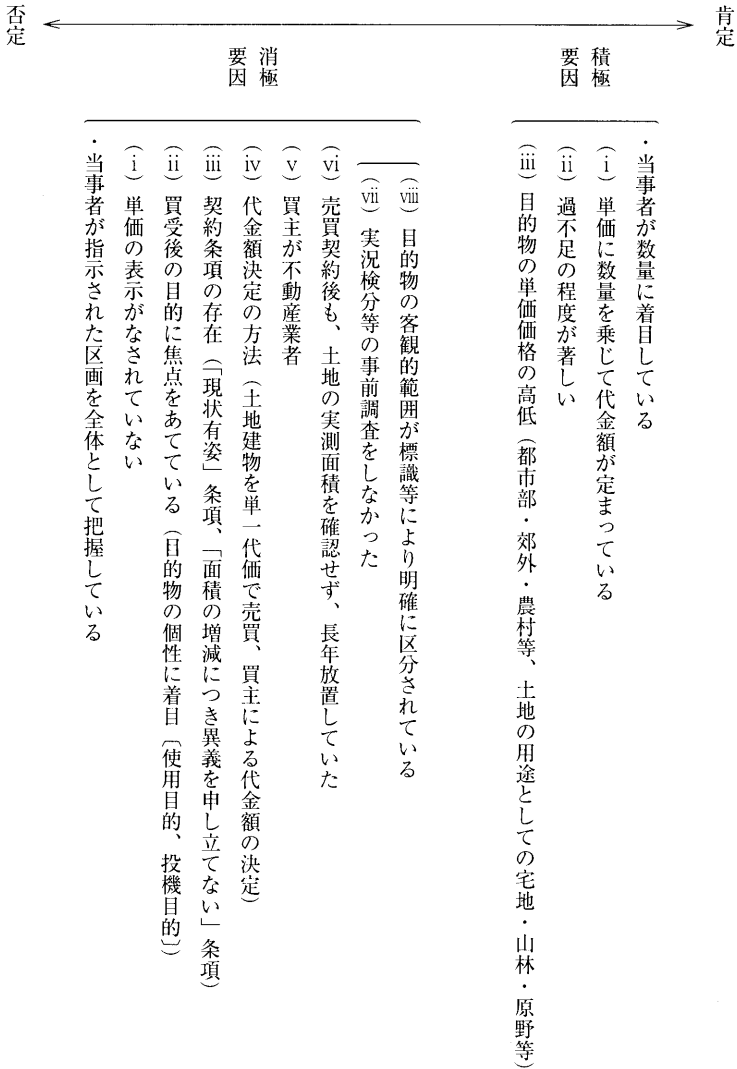 肯定
積極
要因
・当事者が数量に着目している
(ⅰ) 単価に数量を乗じて代金額が定まっている
(ⅱ) 過不足の程度が著しい
(ⅲ) 目的物の単価価格の高低（都市部・郊外・農村等、土地の用途としての宅地・山林・原野等）
消極
要因
(ⅷ) 目的物の客観的範囲が標識等により明確に区分されている
(ⅶ) 実況検分等の事前調査をしなかった
(ⅵ) 売買契約後も、土地の実測面積を確認せず、長年放置していた
(ⅴ) 買主が不動産業者
(ⅳ) 代金額決定の方法（土地建物を単一代価で売買、買主による代金額の決定）
(ⅲ) 契約条項の存在（「現状有姿」条項、「面積の増減につき異義を申し立てない」条項）
(ⅱ) 買受後の目的に焦点をあてている（目的物の個性に着目〔使用目的、投機目的〕）
(ⅰ) 単価の表示がなされていない
・当事者が指示された区画を全体として把握している
否定